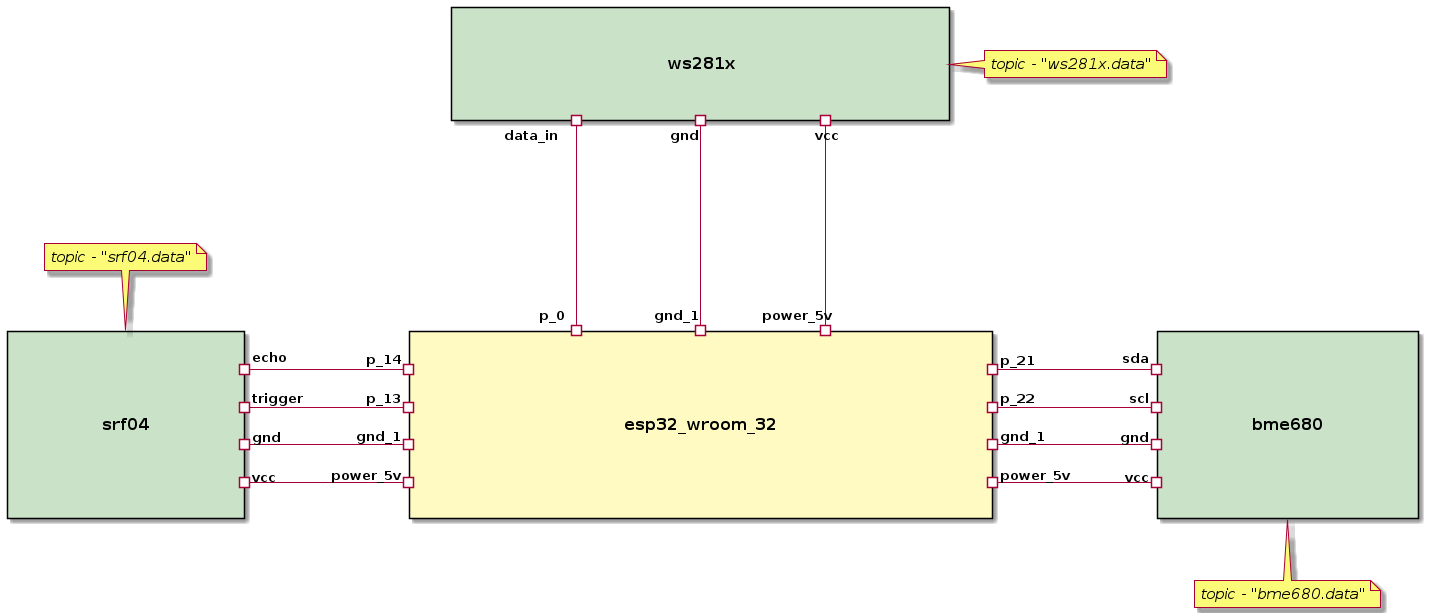 ws281x
topic - "ws281x.data"
data_in
gnd
vcc
topic - "srf04.data"
p_0
gnd_1
power_5v
echo
p_14
trigger
p_13
gnd
gnd_1
vcc
power_5v
srf04
esp32_wroom_32
p_21
sda
p_22
scl
gnd_1
gnd
power_5v
vcc
bme680
topic - "bme680.data"